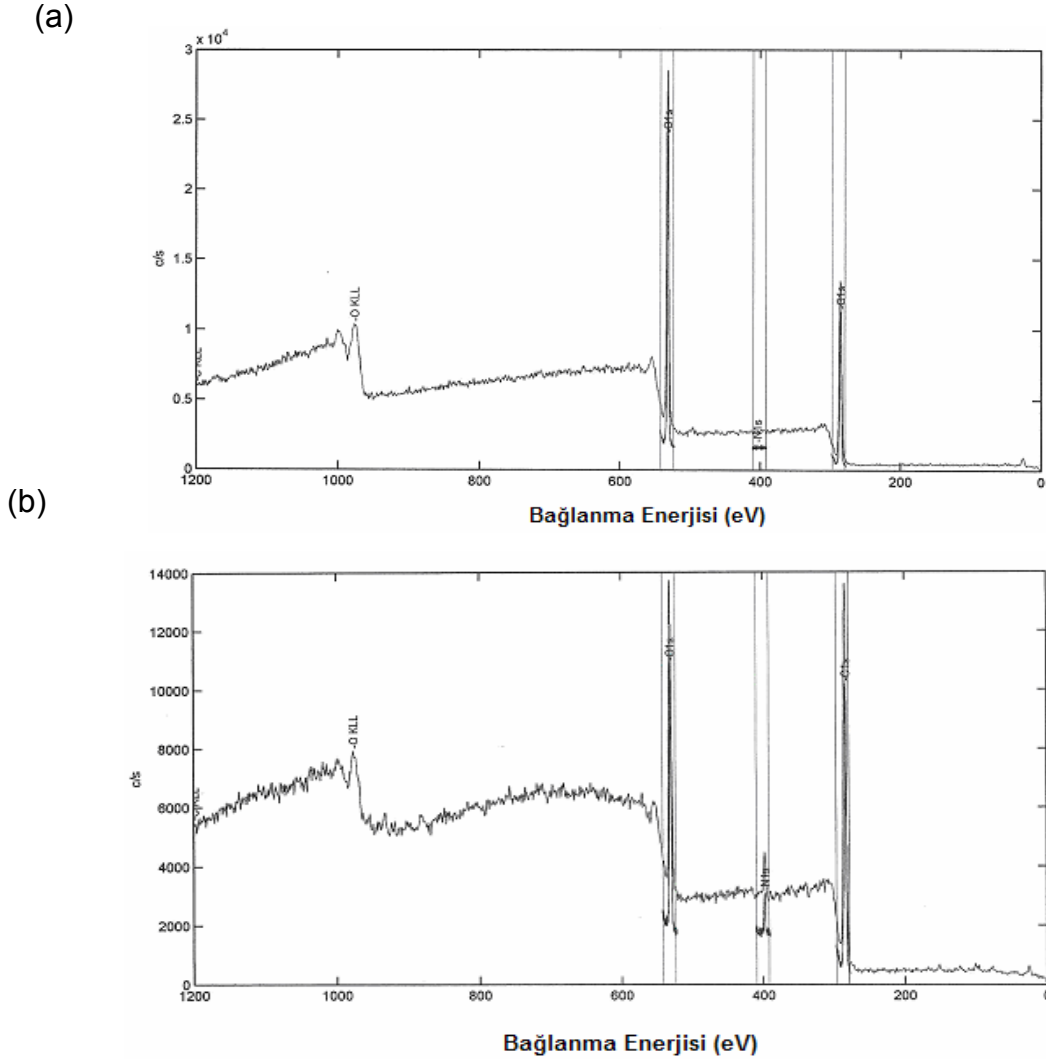 (a)
x 10⁴
3
2.5
2
1.5
1
0.5
0
c/s
-O KLL
-O KLL
-O1s
-N1s
-C1s
1200 1000 800 600 400 200 0
Bağlanma Enerjisi (eV)
(b)
14000
12000
10000
8000
6000
4000
2000
0
c/s
-O KLL
-O1s
-N1s
-C1s
1200 1000 800 600 400 200
Bağlanma Enerjisi (eV)